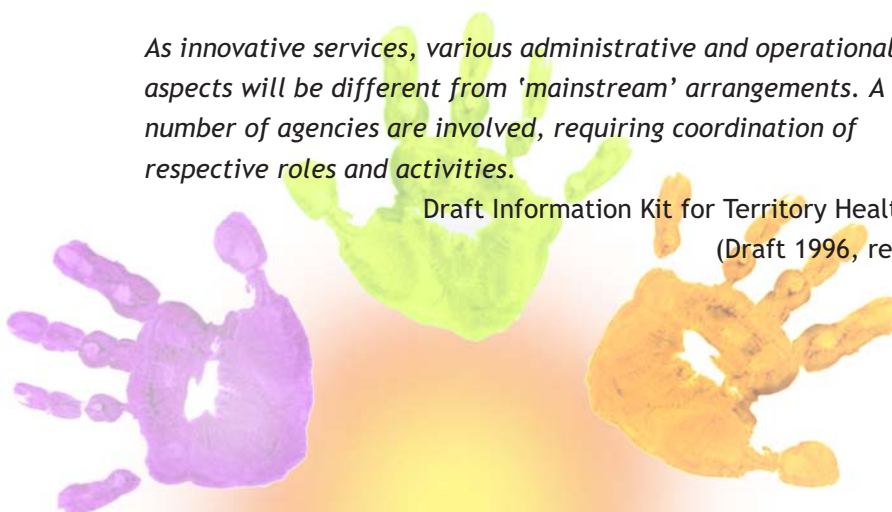 As innovative services, various administrative and operational
aspects will be different from ‘mainstream’ arrangements. A
number of agencies are involved, requiring coordination of
respective roles and activities.
Draft Information Kit for Territory
(Draft 1996,